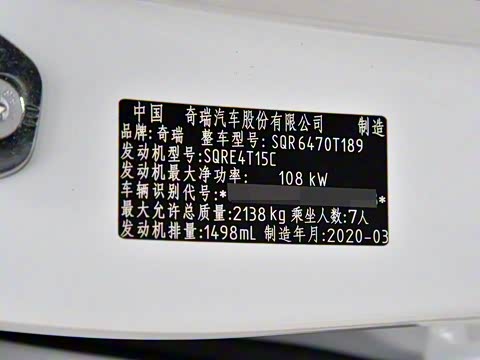 中国 奇瑞汽车股份有限公司 制造
品牌:奇瑞 整车型号:SQR6470T189
发动机型号:SQRE4T15C
发动机最大净功率: 108 kW
车辆识别代号:* *
最大允许总质量:2138kg 乘坐人数:7人
发动机排量:1498mL 制造年月:2020-03